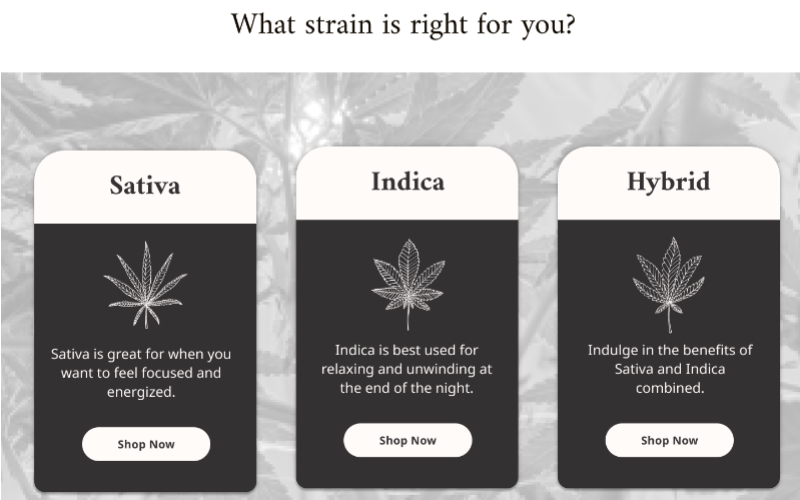 What strain is right for you?
Sativa
Sativa is great for when you
want to feel focused and
energized.
Shop Now
Indica
Indica is best used for
relaxing and unwinding at
the end of the night.
Shop Now
Hybrid
Indulge in the benefits of
Sativa and Indica
combined.
Shop Now